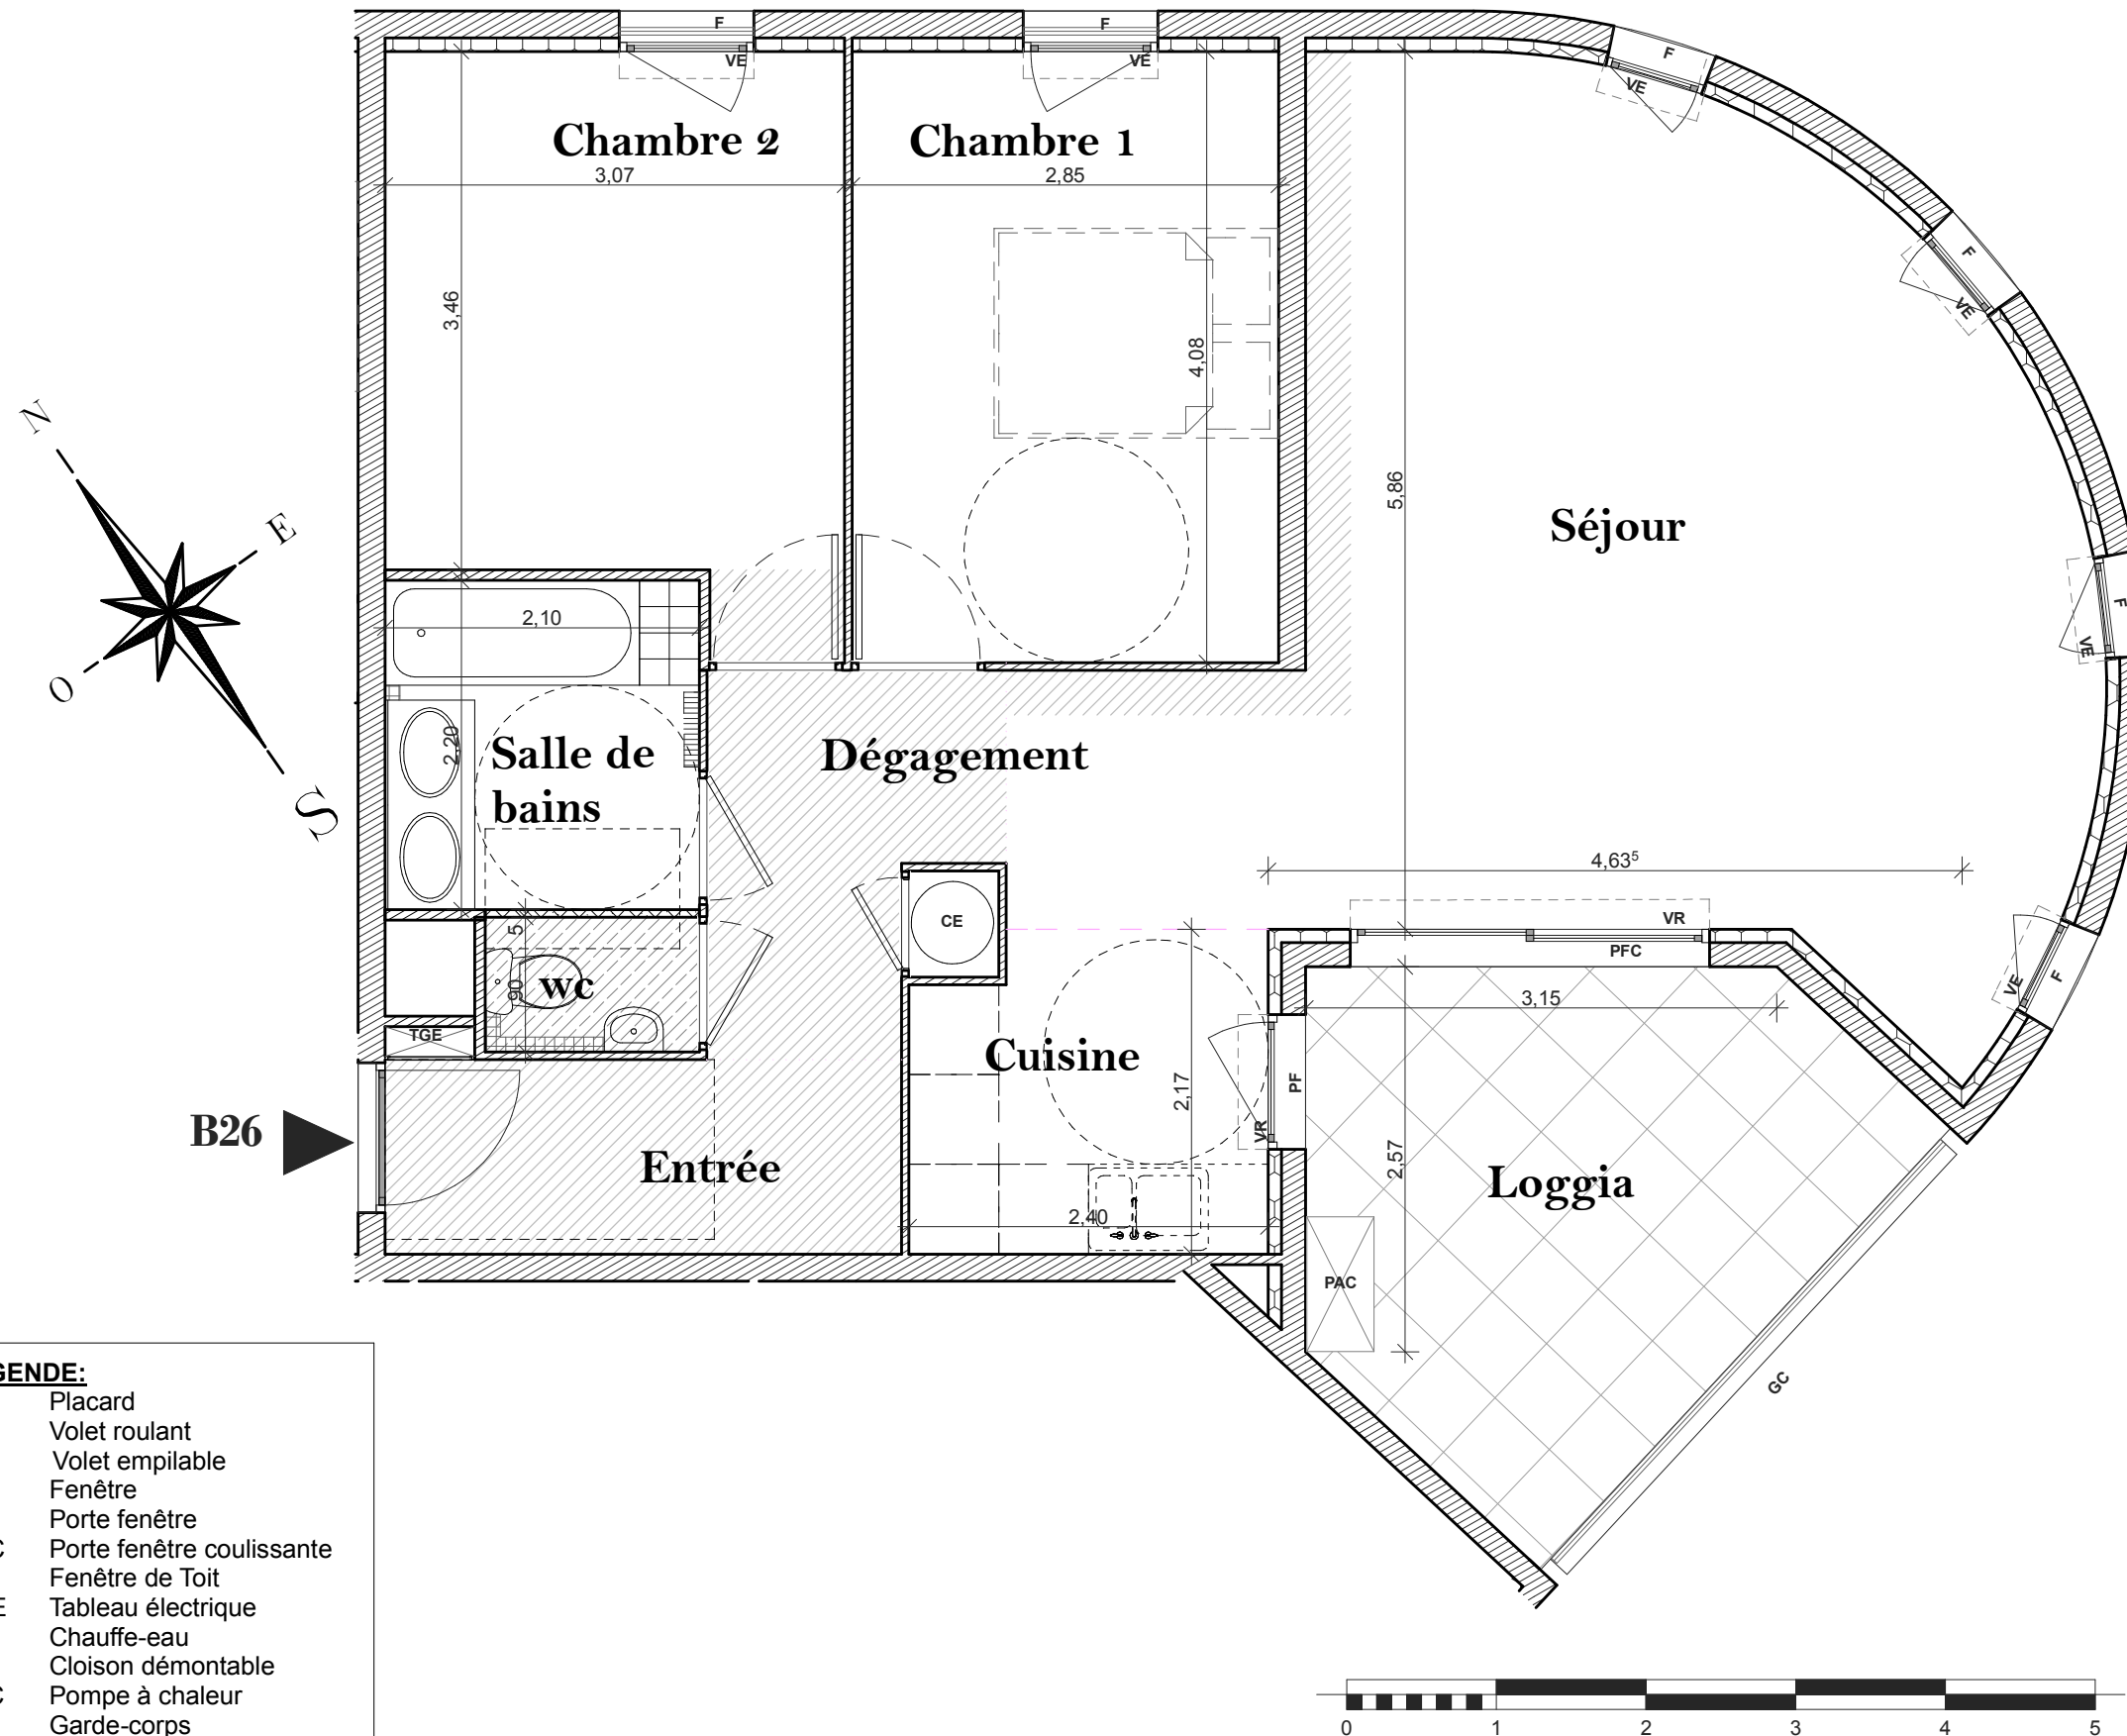 F
F
F
VE
VE
VE
Chambre 2
Chambre 1
3,07
2,85
F
VE
3,46
4,08
N
E
O
S
5,86
Séjour
F
VE
2,10
2,20
Salle de
bains
Dégagement
4,63⁵
CE
VR
PFC
F
VE
90
5
wc
TGE
3,15
Cuisine
2,17
PF
VR
B26
Entrée
2,57
Loggia
2,40
PAC
GC
GENDE:
Placard
Volet roulant
Volet empilable
Fenêtre
Porte fenêtre
C Porte fenêtre coulissante
Fenêtre de Toit
E Tableau électrique
Chauffe-eau
Cloison démontable
C Pompe à chaleur
Garde-corps
0 1 2 3 4 5